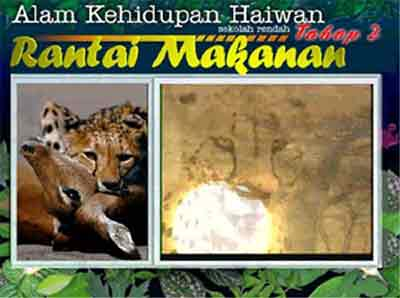 Alam Kehidupan Haiwan
sekolah rendah Tahap 2
Rantai Makanan